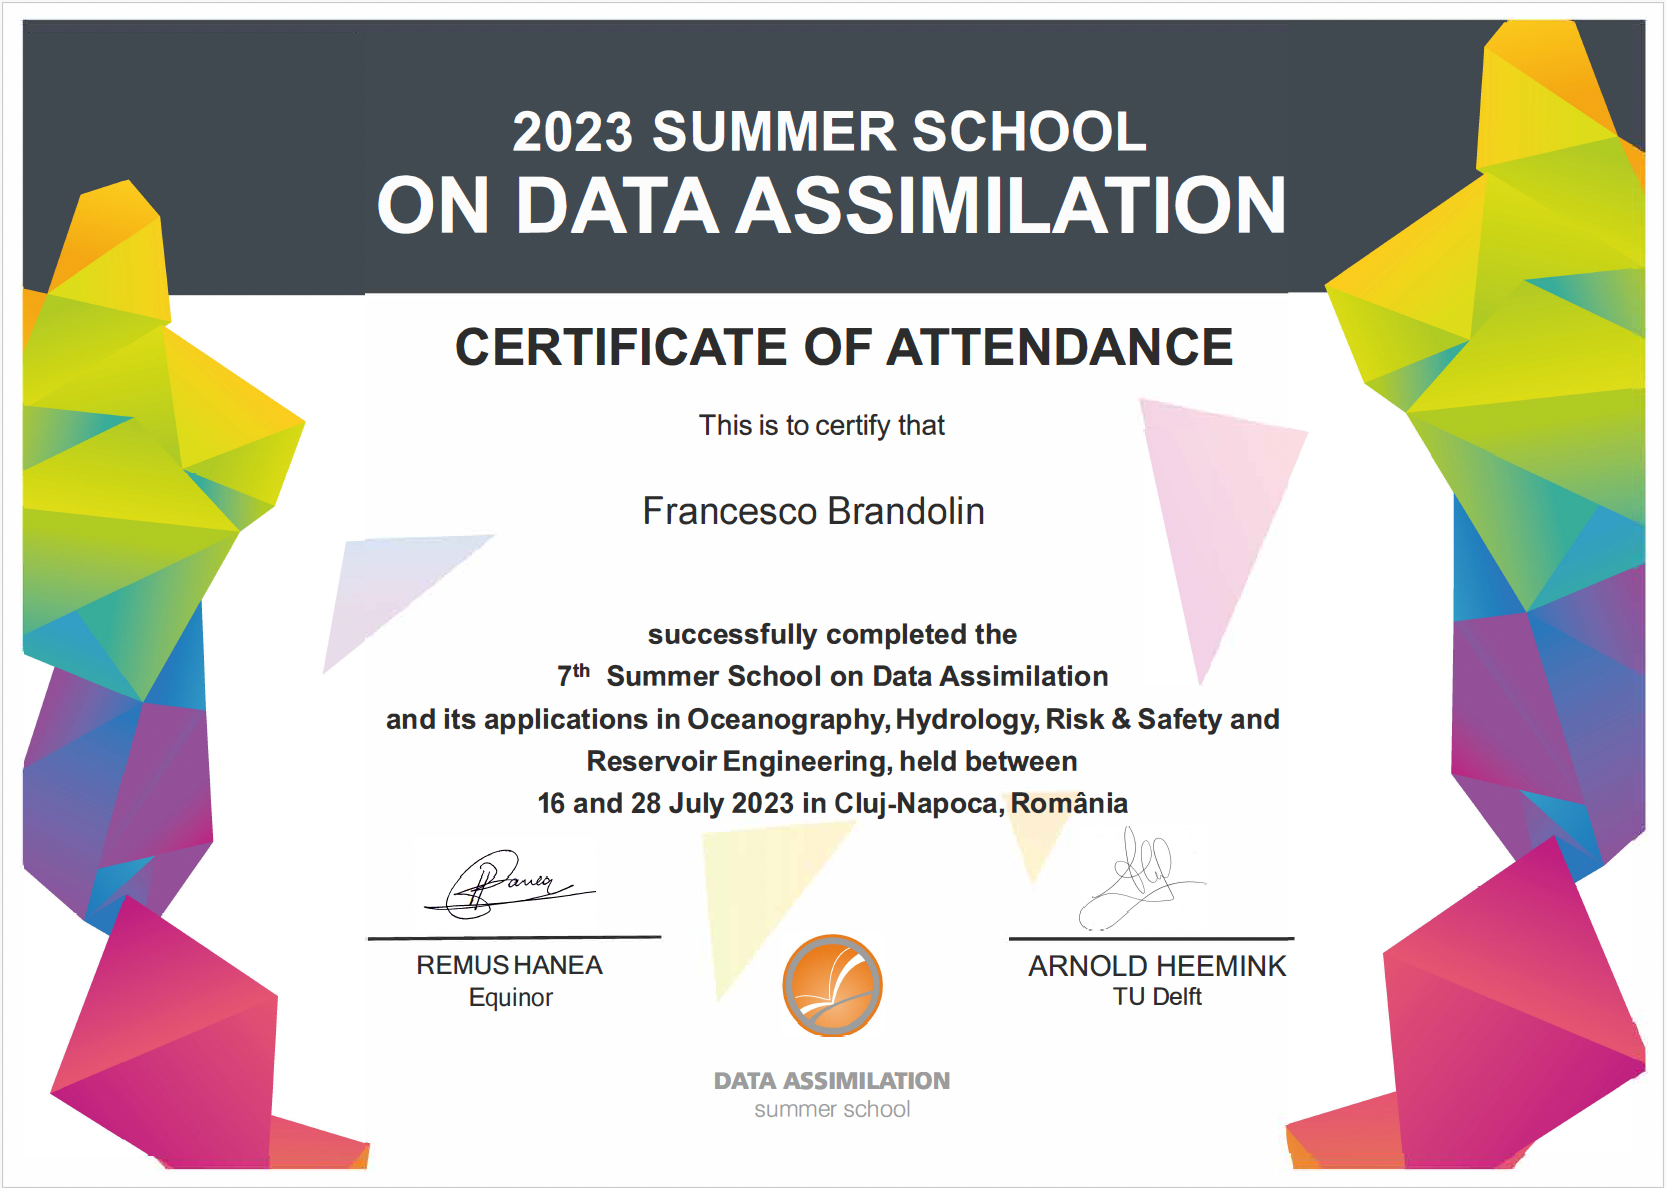 2023 SUMMER SCHOOL
ON DATA ASSIMILATION
CERTIFICATE OF ATTENDANCE
This is to certify that
Francesco Brandolin
successfully completed the
7th Summer School on Data Assimilation
and its applications in Oceanography, Hydrology, Risk & Safety and
Reservoir Engineering, held between
16 and 28 July 2023 in Cluj-Napoca, România
REMUS HANEA
Equinor
ARNOLD HEEMINK
TU Delft
DATA ASSIMILATION
summer school